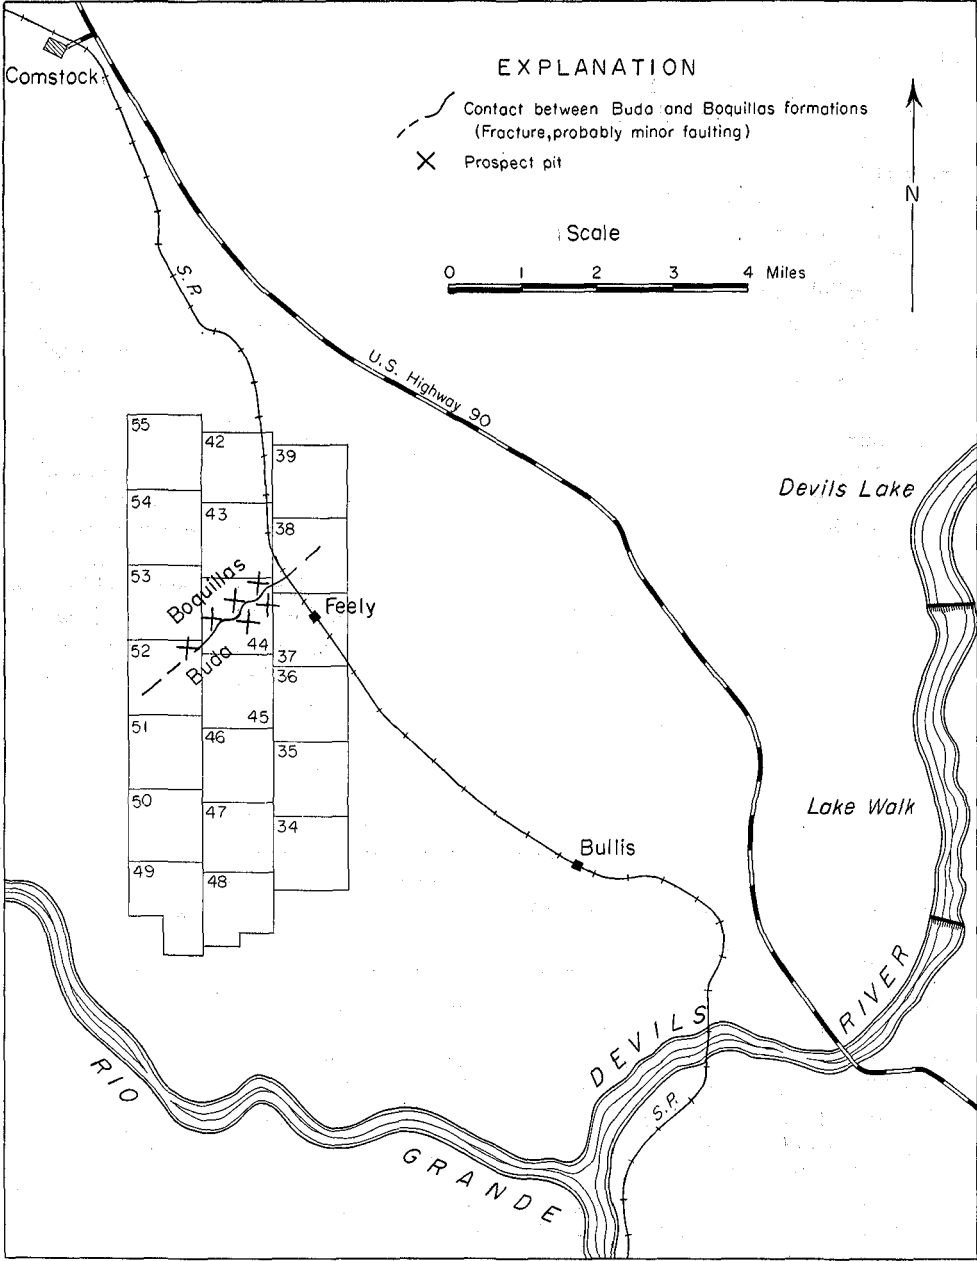 Comstock
EXPLANATION
Contact between Buda and Boquillas formations
(Fracture, probably minor faulting)
Prospect pit
N
Scale
0 1 2 3 4 Miles
S.P.
U.S. Highway 90
55
42
39
54
43
38
53
Boquillas
Feely
52
44
Buda
37
36
51
45
46
35
50
47
34
49
48
Devils Lake
Lake Walk
Bullis
DEVILS RIVER
S.P.
RIO GRANDE